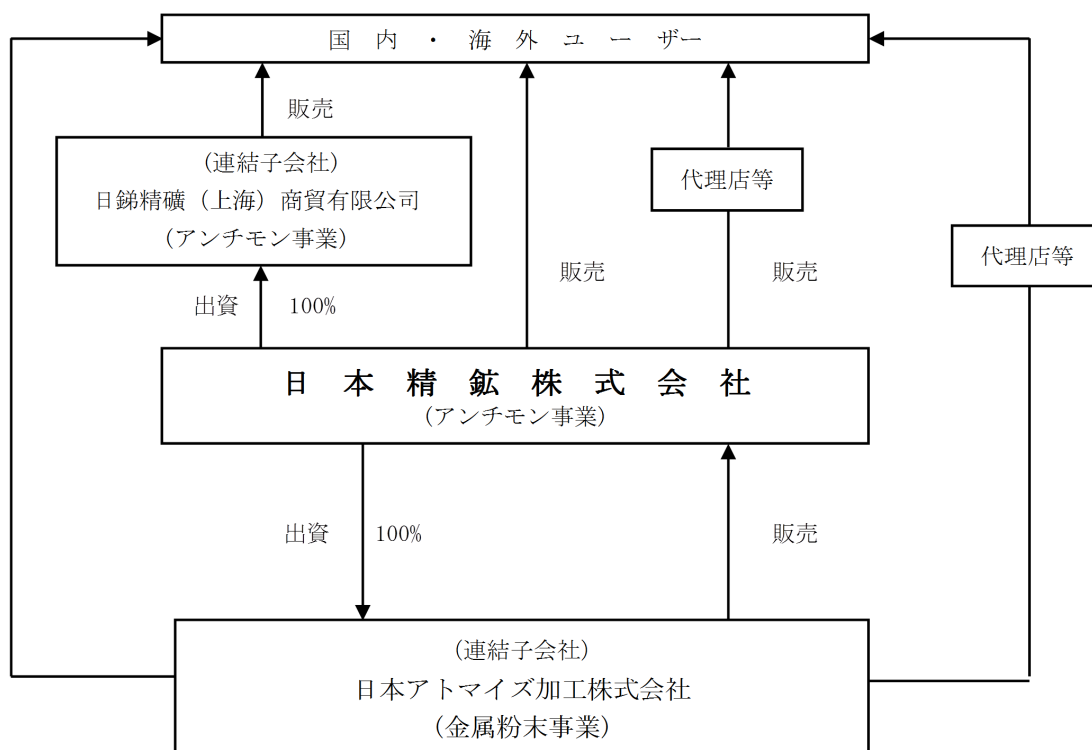 国 内 ・ 海 外 ユ ー ザー
販売
(連結子会社)
日銻精礦（上海）商貿有限公司
(アンチモン事業)
代理店等
代理店等
販売
販売
出資 100%
日 本 精 鉱 株 式 会 社
(アンチモン事業)
出資 100%
販売
(連結子会社)
日本アトマイズ加工株式会社
(金属粉末事業)